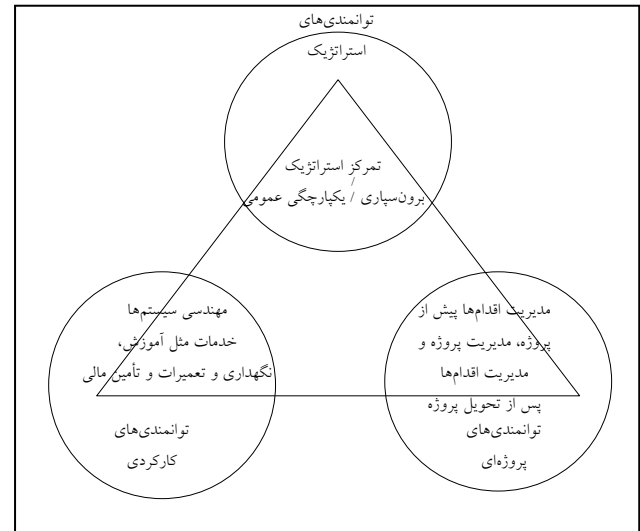 توانمندی‌های
استراتژیک
تمرکز استراتژیک
/
برون‌سپاری / یکپارچگی عمومی
مدیریت اقدام‌ها پیش از
پروژه، مدیریت پروژه و
مدیریت اقدام‌ها
پس از تحویل پروژه
توانمندی‌های
پروژه‌ای
مهندسی سیستم‌ها
خدمات مثل آموزش،
نگهداری و تعمیرات و تأمین مالی
توانمندی‌های
کارکردی